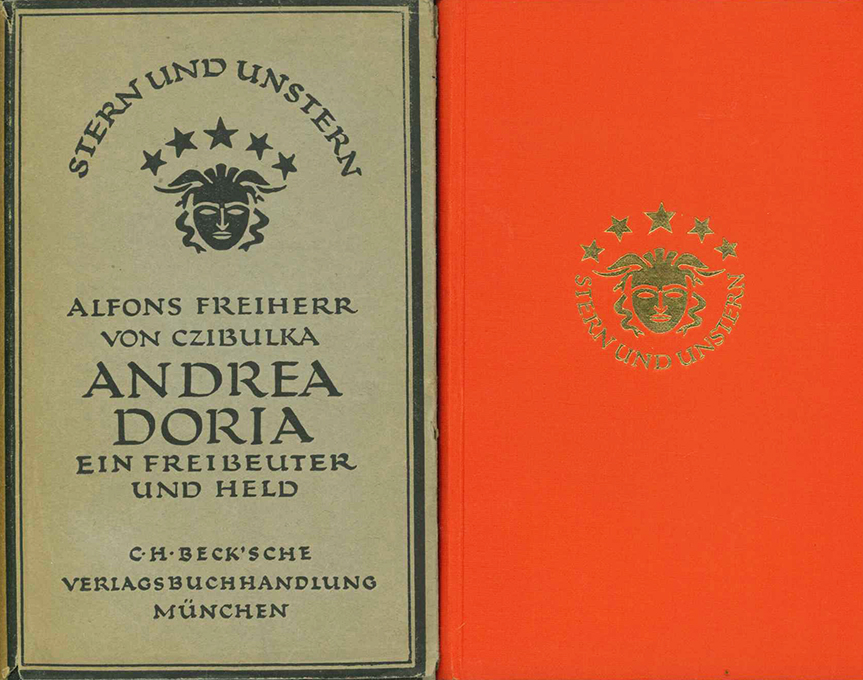 STERN UND UNSTERN
ALFONS FREIHERR
VON CZIBULKA
ANDREA
DORIA
EIN FREIBEUTER
UND HELD
C·H·BECK'SCHE
VERLAGSBUCHHANDLUNG
MÜNCHEN
STERN UND UNSTERN